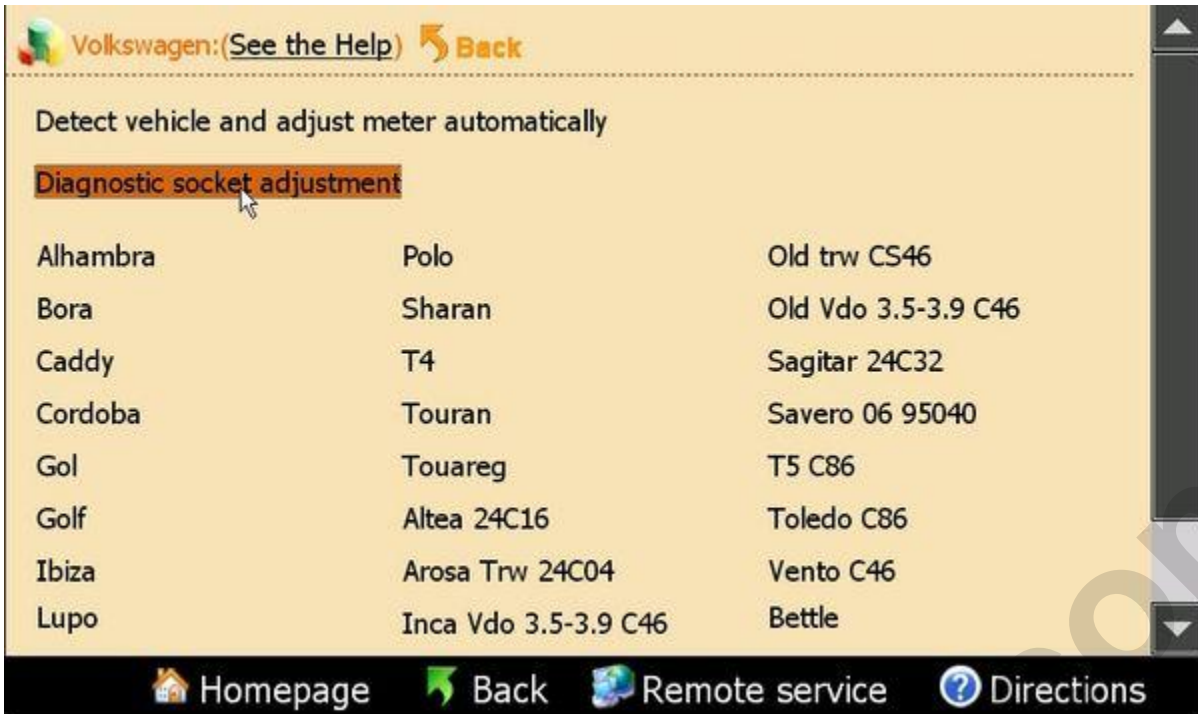 Volkswagen:(See the Help) Back
Detect vehicle and adjust meter automatically
Diagnostic socket adjustment
Alhambra Polo Old trw CS46
Bora Sharan Old Vdo 3.5-3.9 C46
Caddy T4 Sagitar 24C32
Cordoba Touran Savero 06 95040
Gol Touareg T5 C86
Golf Altea 24C16 Toledo C86
Ibiza Arosa Trw 24C04 Vento C46
Lupo Inca Vdo 3.5-3.9 C46 Bettle
Homepage Back Remote service Directions